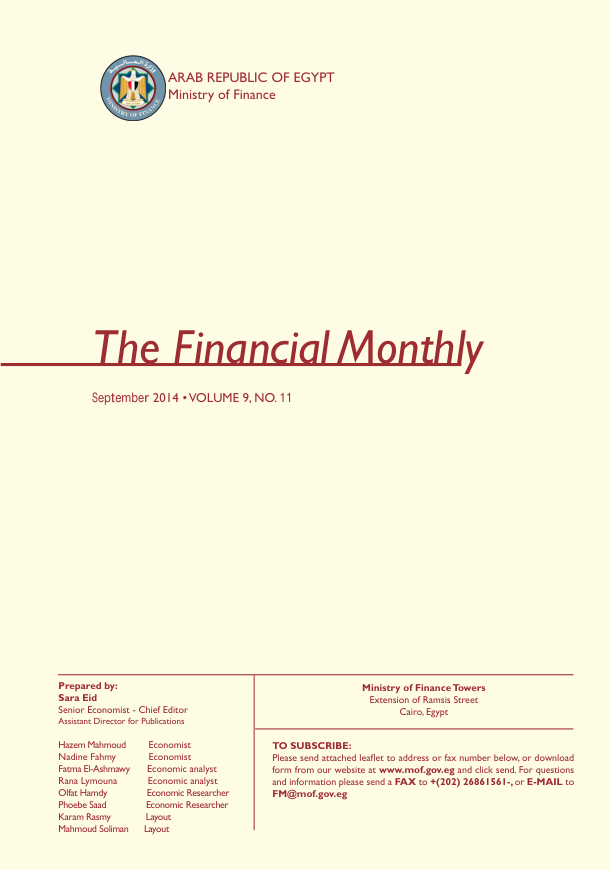 MINISTRY OF FINANCE
ARAB REPUBLIC OF EGYPT
Ministry of Finance
The Financial Monthly
September 2014 • VOLUME 9, NO. 11
Prepared by:
Sara Eid
Senior Economist - Chief Editor
Assistant Director for Publications
Hazem Mahmoud Economist
Nadine Fahmy Economist
Fatma El-Ashmawy Economic analyst
Rana Lymouna Economic analyst
Olfat Hamdy Economic Researcher
Phoebe Saad Economic Researcher
Karam Rasmy Layout
Mahmoud Soliman Layout
Ministry of Finance Towers
Extension of Ramsis Street
Cairo, Egypt
TO SUBSCRIBE:
Please send attached leaflet to address or fax number below, or download
form from our website at www.mof.gov.eg and click send. For questions
and information please send a FAX to +(202) 26861561-, or E-MAIL to
FM@mof.gov.eg